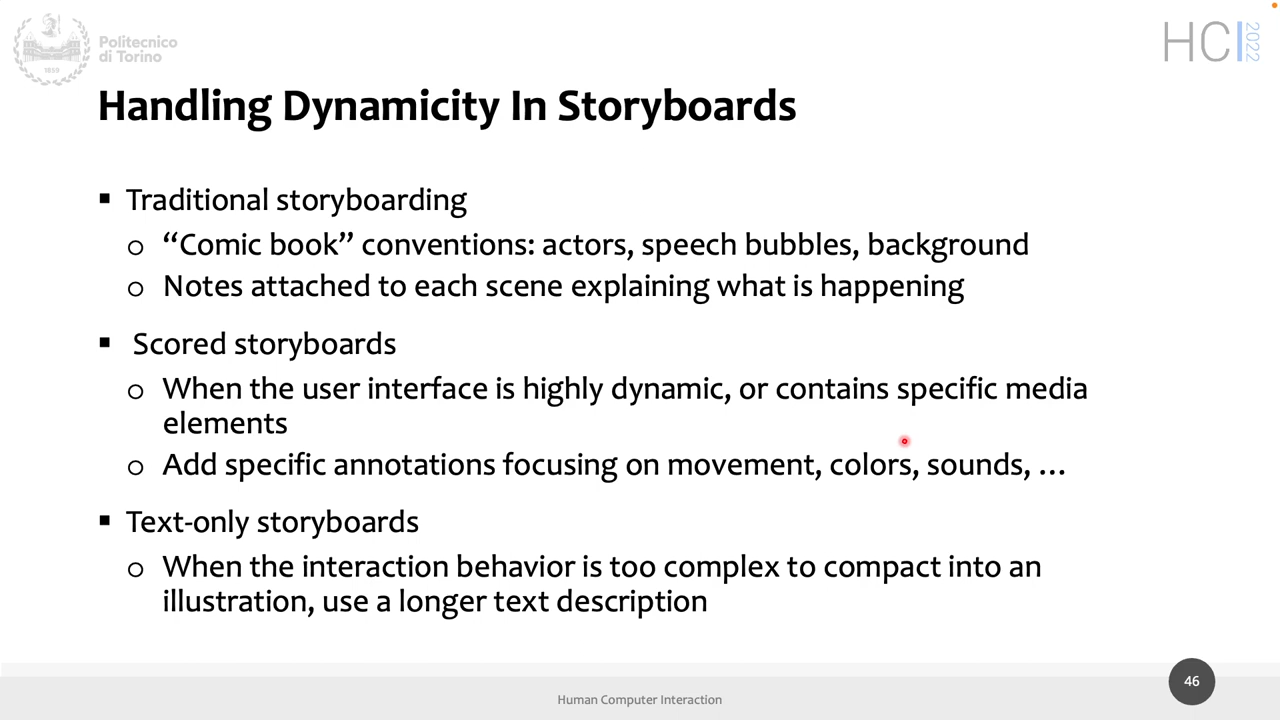 Politecnico
di Torino
1859
HCI 2022
Handling Dynamicity In Storyboards
▪ Traditional storyboarding
o “Comic book” conventions: actors, speech bubbles, background
o Notes attached to each scene explaining what is happening
▪ Scored storyboards
o When the user interface is highly dynamic, or contains specific media
elements
o Add specific annotations focusing on movement, colors, sounds, …
▪ Text-only storyboards
o When the interaction behavior is too complex to compact into an
illustration, use a longer text description
Human Computer Interaction
46